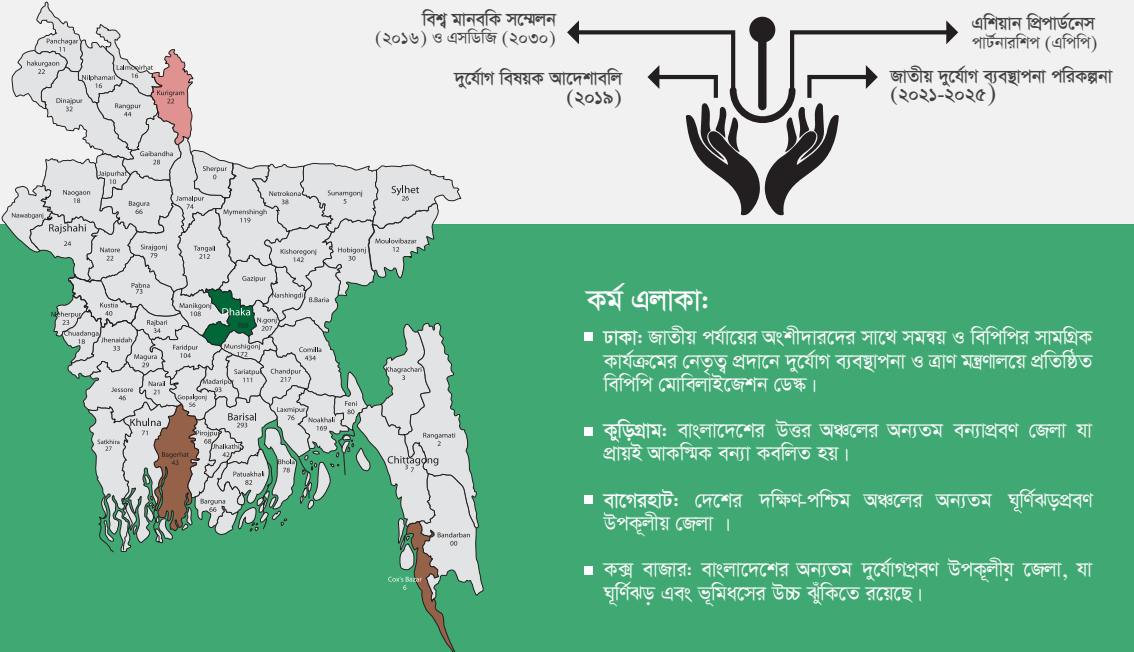 বিশ্ব মানবকি সম্মেলন
(২০১৬) ও এসডিজি (২০৩০)
দুর্যোগ বিষয়ক আদেশাবলি
(২০১৯)
এশিয়ান প্রিপার্ডনেস
পার্টনারশিপ (এপিপি)
জাতীয় দুর্যোগ ব্যবস্থাপনা পরিকল্পনা
(২০২১-২০২৫)
Panchagar
11
hakurgaon
22
Nilphamari
16
Lalmonirhat
16
Kurigram
22
Dinajpur
32
Rangpur
44
Gaibandha
28
Jaipurhat
10
Sherpur
0
Naogaon
18
Bagura
66
Jamalpur
74
Mymenshingh
119
Netrokona
38
Sunamgonj
5
Sylhet
26
Nawabganj
Rajshahi
24
Natore
22
Sirajgonj
79
Tangail
212
Kishoregonj
142
Hobigonj
30
Moulovibazar
12
Gazipur
Pabna
73
Manikgonj
108
Dhaka
Narshingdi
B.Baria
Kustia
40
Meherpur
23
Chuadanga
18
Rajbari
34
N.gonj
207
Jhenaidah
33
Magura
29
Faridpur
104
Munshigonj
172
Comilla
434
Sariatpur
111
Chandpur
217
Khagrachari
3
Jessore
46
Narail
21
Madaripur
93
Gopalgonj
56
Feni
80
Khulna
71
Barisal
293
Laxmipur
76
Noakhali
169
Pirojpur
68
Jhalkathi
42
Rangamati
2
Satkhira
27
Bagerhat
43
Patuakhali
82
Bhola
78
Chittagong
7
Barguna
66
Bandarban
00
Cox's Bazar
6
কর্ম এলাকা:
ঢাকা: জাতীয় পর্যায়ের অংশীদারদের সাথে সমন্বয় ও বিপিপির সামগ্রিক
কার্যক্রমের নেতৃত্ব প্রদানে দুর্যোগ ব্যবস্থাপনা ও ত্রাণ মন্ত্রণালয়ে প্রতিষ্ঠিত
বিপিপি মোবিলাইজেশন ডেস্ক।
কুড়িগ্রাম: বাংলাদেশের উত্তর অঞ্চলের অন্যতম বন্যাপ্রবণ জেলা যা
প্রায়ই আকস্মিক বন্যা কবলিত হয়।
বাগেরহাট: দেশের দক্ষিণ-পশ্চিম অঞ্চলের অন্যতম ঘূর্ণিঝড়প্রবণ
উপকূলীয় জেলা ।
কক্স বাজার: বাংলাদেশের অন্যতম দুর্যোগপ্রবণ উপকূলীয় জেলা, যা
ঘূর্ণিঝড় এবং ভূমিধসের উচ্চ ঝুঁকিতে রয়েছে।